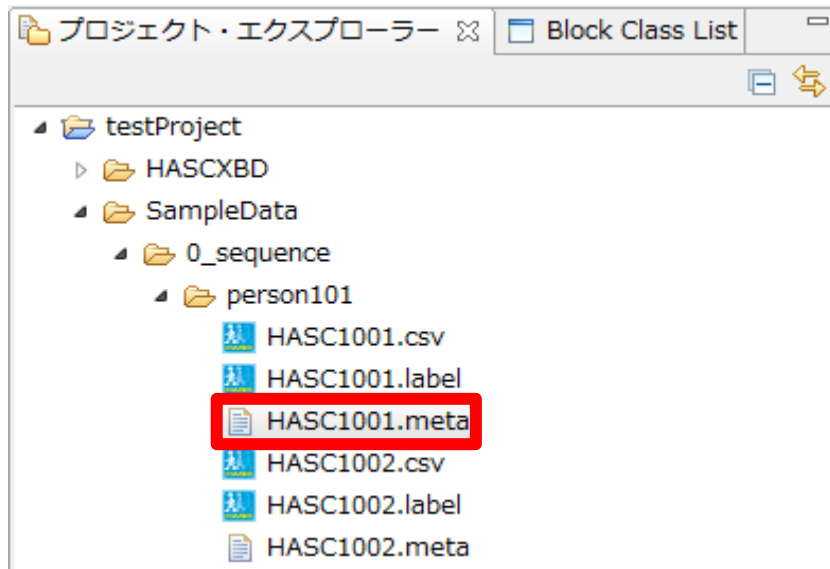 プロジェクト・エクスプローラー Block Class List
testProject
HASCXBD
SampleData
0_sequence
person101
HASC1001.csv
HASC1001.label
HASC1001.meta
HASC1002.csv
HASC1002.label
HASC1002.meta